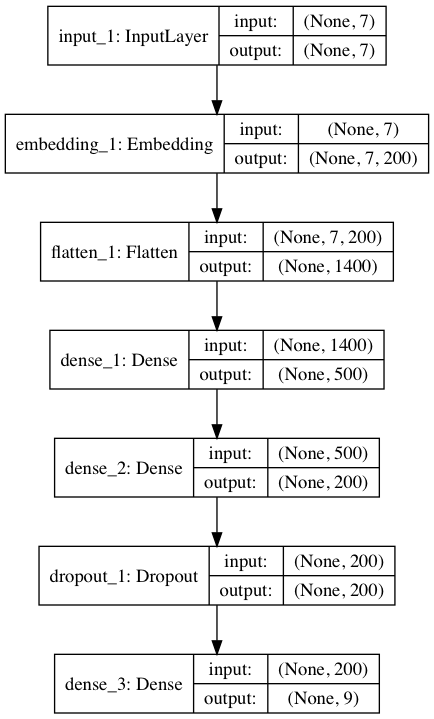 input_1: InputLayer
input: (None, 7)
output: (None, 7)
embedding_1: Embedding
input: (None, 7)
output: (None, 7, 200)
flatten_1: Flatten
input: (None, 7, 200)
output: (None, 1400)
dense_1: Dense
input: (None, 1400)
output: (None, 500)
dense_2: Dense
input: (None, 500)
output: (None, 200)
dropout_1: Dropout
input: (None, 200)
output: (None, 200)
dense_3: Dense
input: (None, 200)
output: (None, 9)